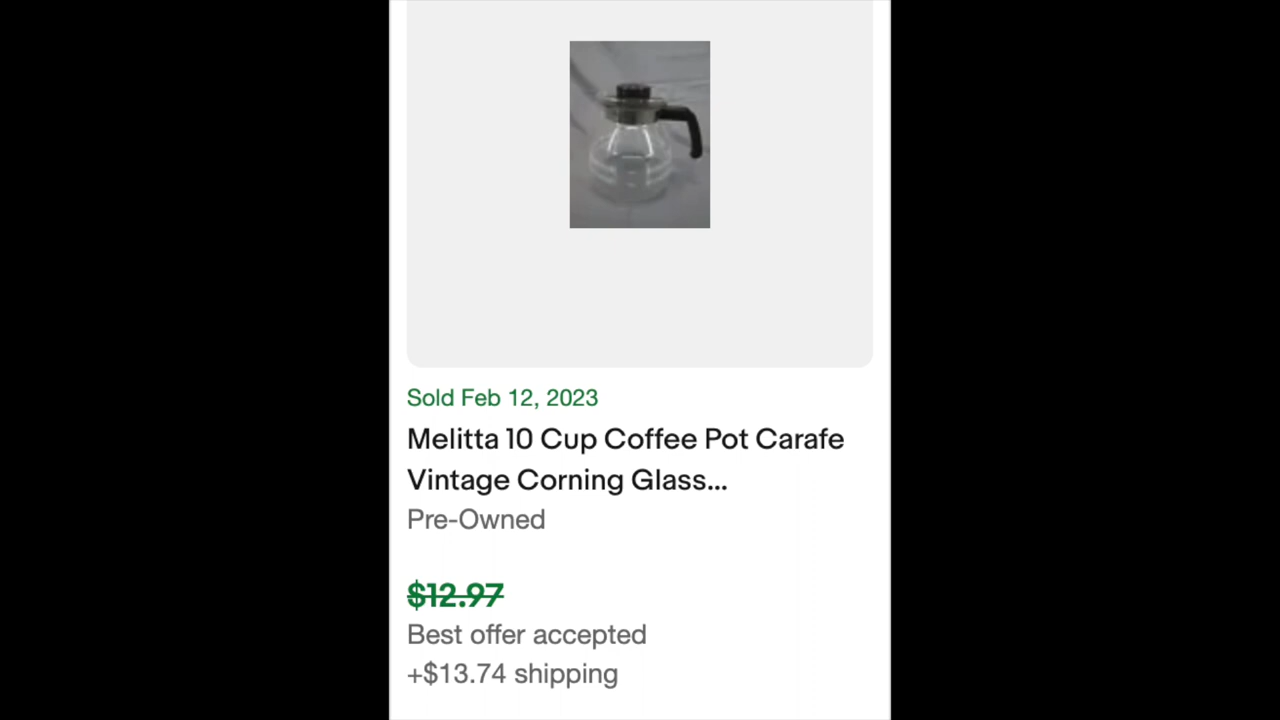 Sold Feb 12, 2023
Melitta 10 Cup Coffee Pot Carafe
Vintage Corning Glass...
Pre-Owned
$12.97
Best offer accepted
+$13.74 shipping